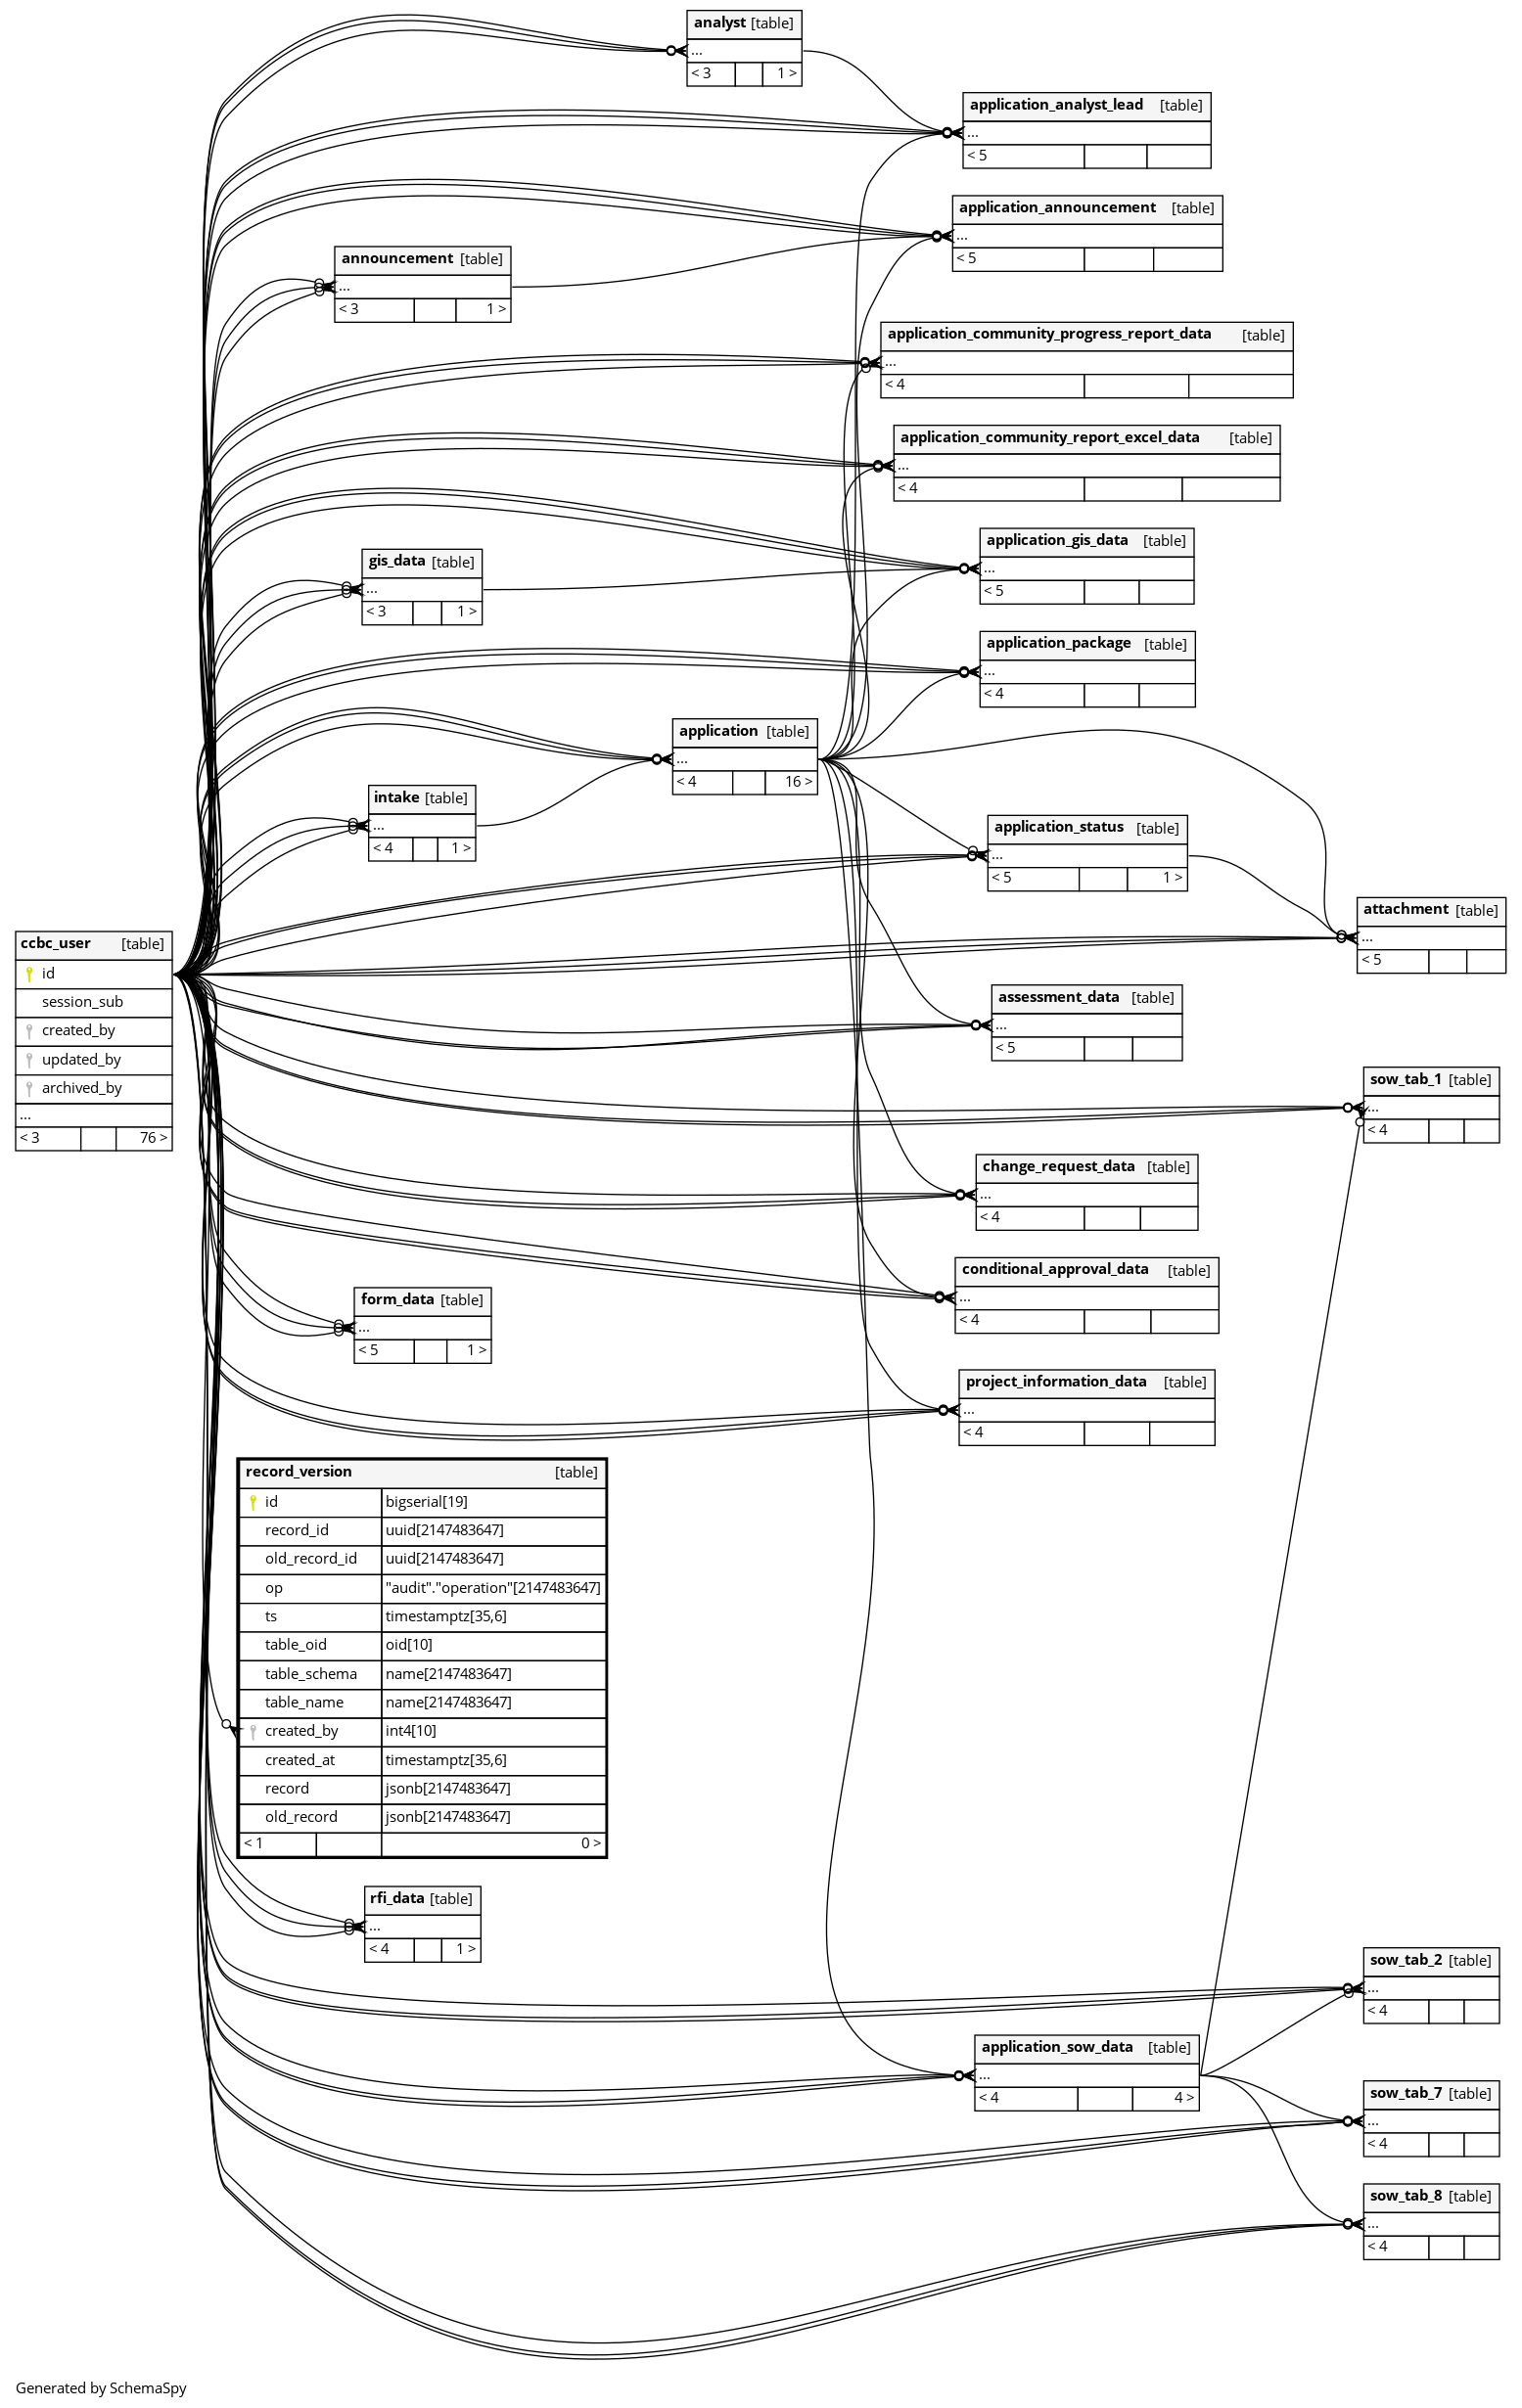 analyst [table]
...
< 3 1 >
application_analyst_lead [table]
...
< 5
application_announcement [table]
...
< 5
announcement [table]
...
< 3 1 >
application_community_progress_report_data [table]
...
< 4
application_community_report_excel_data [table]
...
< 4
application_gis_data [table]
...
< 5
gis_data [table]
...
< 3 1 >
application_package [table]
...
< 4
application [table]
...
< 4 16 >
intake [table]
...
< 4 1 >
application_status [table]
...
< 5 1 >
attachment [table]
...
< 5
ccbc_user [table]
id
session_sub
created_by
updated_by
archived_by
...
< 3 76 >
assessment_data [table]
...
< 5
sow_tab_1 [table]
...
< 4
change_request_data [table]
...
< 4
conditional_approval_data [table]
...
< 4
form_data [table]
...
< 5 1 >
project_information_data [table]
...
< 4
record_version [table]
id bigserial[19]
record_id uuid[2147483647]
old_record_id uuid[2147483647]
op "audit"."operation"[2147483647]
ts timestamptz[35,6]
table_oid oid[10]
table_schema name[2147483647]
table_name name[2147483647]
created_by int4[10]
created_at timestamptz[35,6]
record jsonb[2147483647]
old_record jsonb[2147483647]
< 1 0 >
rfi_data [table]
...
< 4 1 >
sow_tab_2 [table]
...
< 4
application_sow_data [table]
...
< 4 4 >
sow_tab_7 [table]
...
< 4
sow_tab_8 [table]
...
< 4
Generated by SchemaSpy